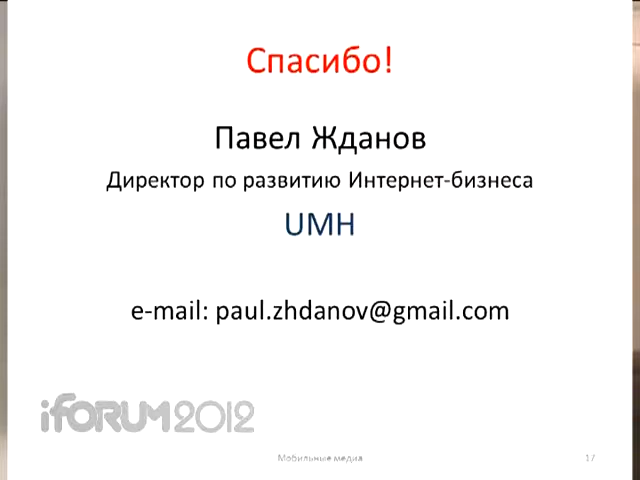 Спасибо!
Павел Жданов
Директор по развитию Интернет-бизнеса
UMH
e-mail: paul.zhdanov@gmail.com
iFORUM2012
Мобильные медиа
17